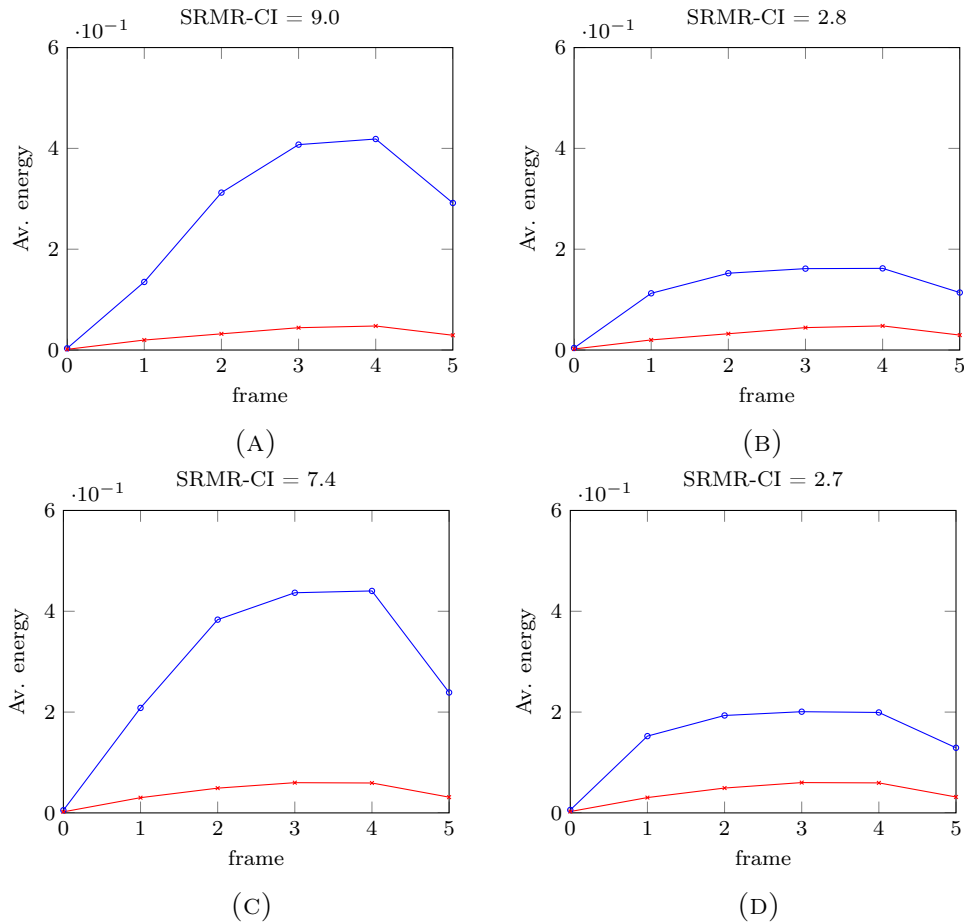 SRMR-CI = 9.0
·10⁻¹
6
4
2
0
Av. energy
0 1 2 3 4 5
frame
(A)
SRMR-CI = 2.8
·10⁻¹
6
4
2
0
Av. energy
0 1 2 3 4 5
frame
(B)
SRMR-CI = 7.4
·10⁻¹
6
4
2
0
Av. energy
0 1 2 3 4 5
frame
(C)
SRMR-CI = 2.7
·10⁻¹
6
4
2
0
Av. energy
0 1 2 3 4 5
frame
(D)